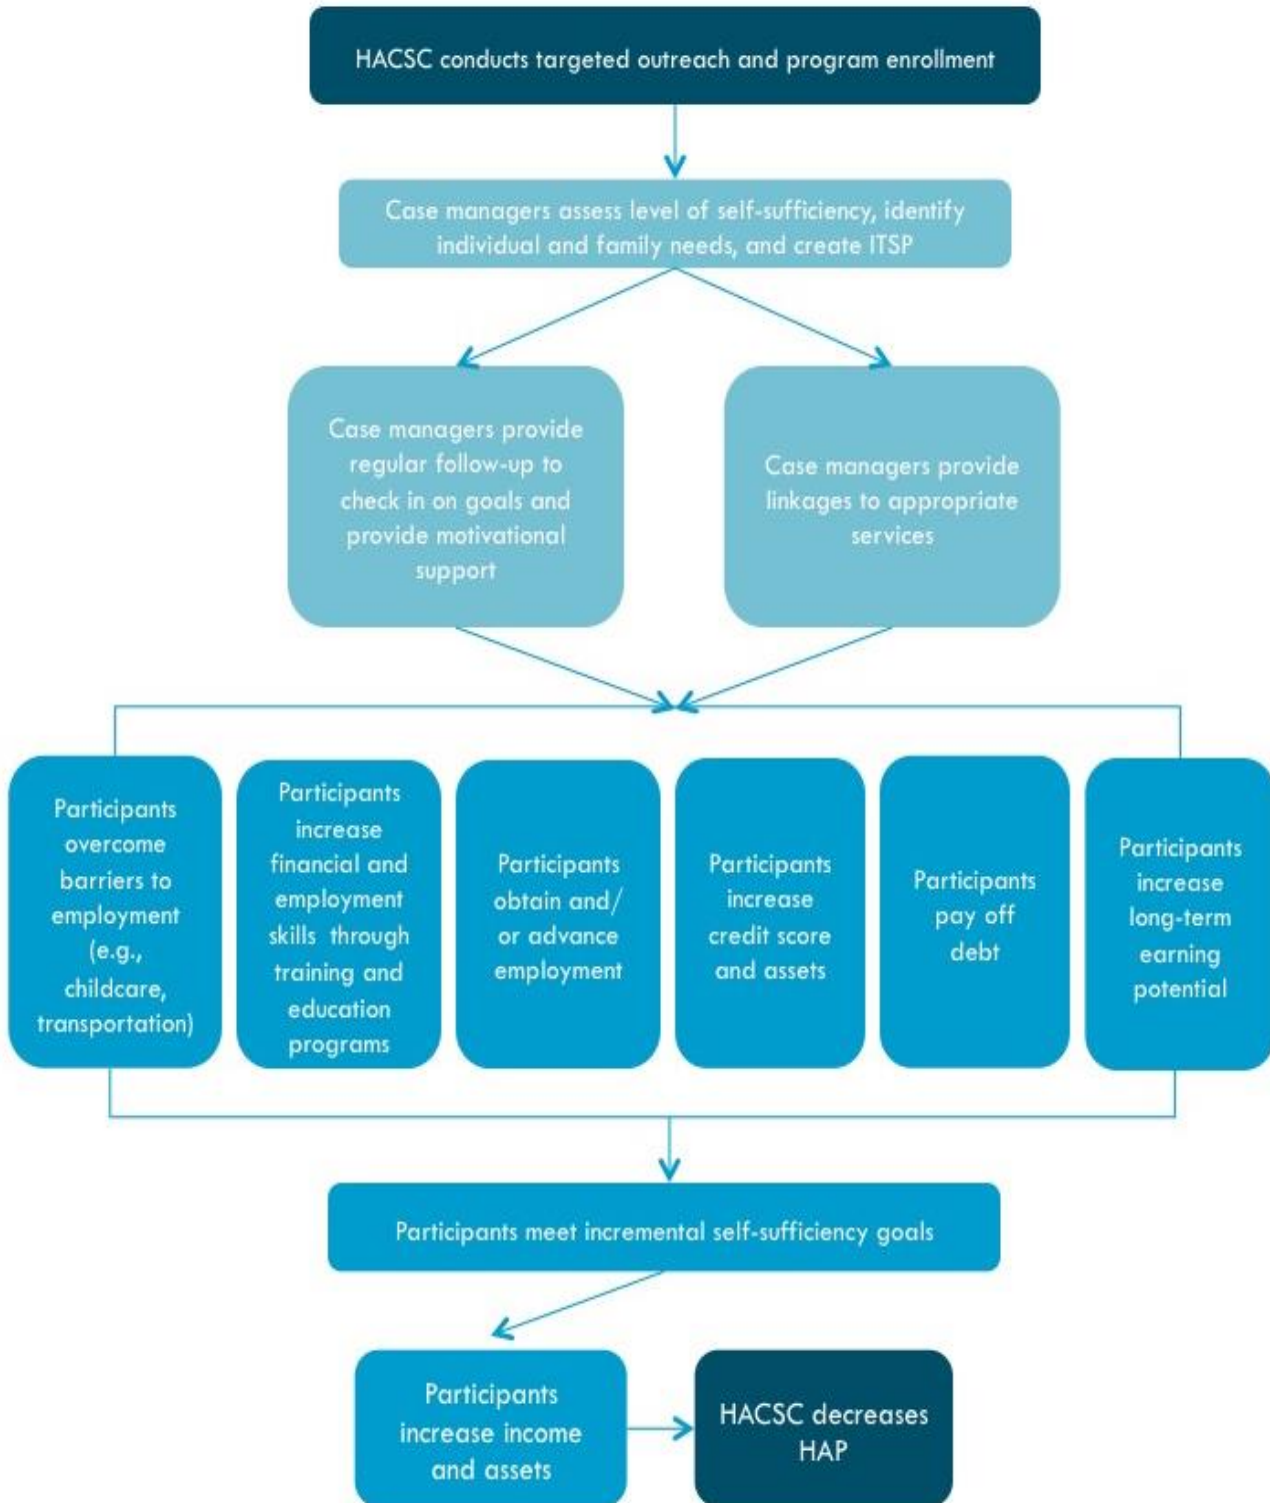 HACSC conducts targeted outreach and program enrollment
Case managers assess level of self-sufficiency, identify
individual and family needs, and create ITSP
Case managers provide
regular follow-up to
check in on goals and
provide motivational
support
Case managers provide
linkages to appropriate
services
Participants
overcome
barriers to
employment
(e.g.,
childcare,
transportation)
Participants
increase
financial and
employment
skills through
training and
education
programs
Participants
obtain and/
or advance
employment
Participants
increase
credit score
and assets
Participants
pay off
debt
Participants
increase
long-term
earning
potential
Participants meet incremental self-sufficiency goals
Participants
increase income
and assets
HACSC decreases
HAP